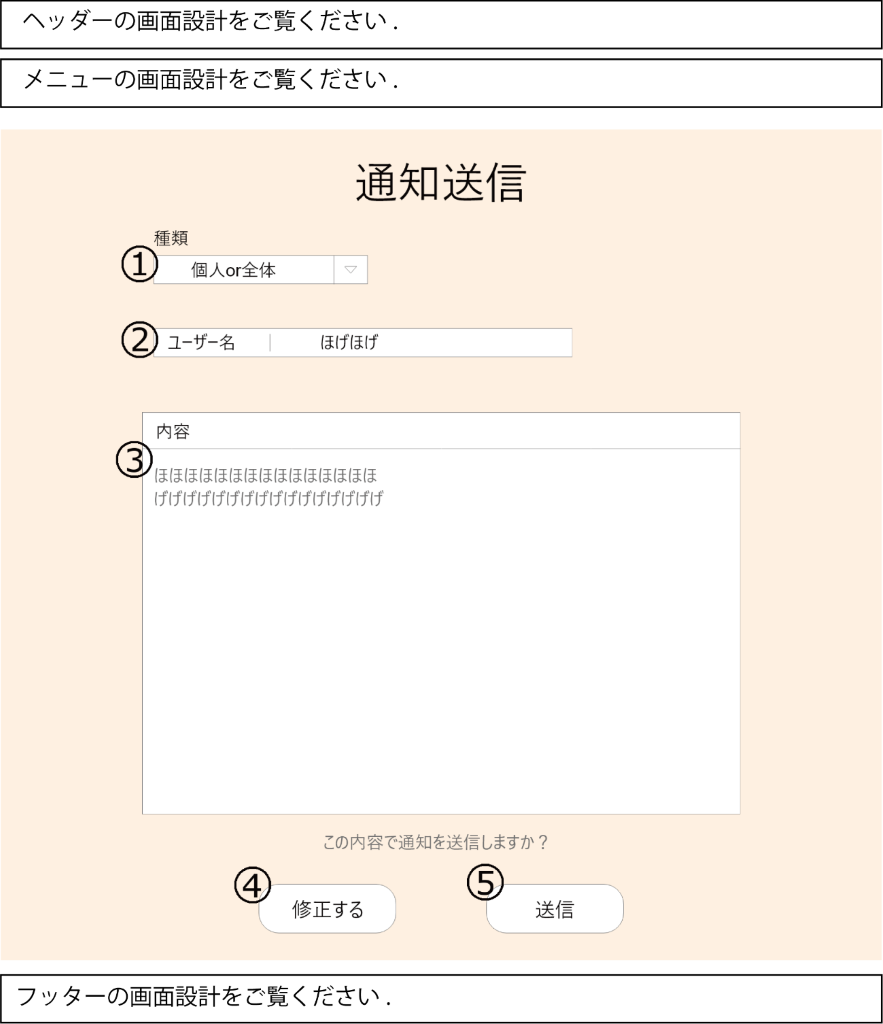 ヘッダーの画面設計をご覧ください.
メニューの画面設計をご覧ください.
通知送信
種類
① 個人or全体 ▽
② ユーザー名 ほげほげ
内容
③
ほほほほほほほほほほほほほほほ
げげげげげげげげげげげげげげげげ
この内容で通知を送信しますか？
④ 修正する ⑤ 送信
フッターの画面設計をご覧ください.